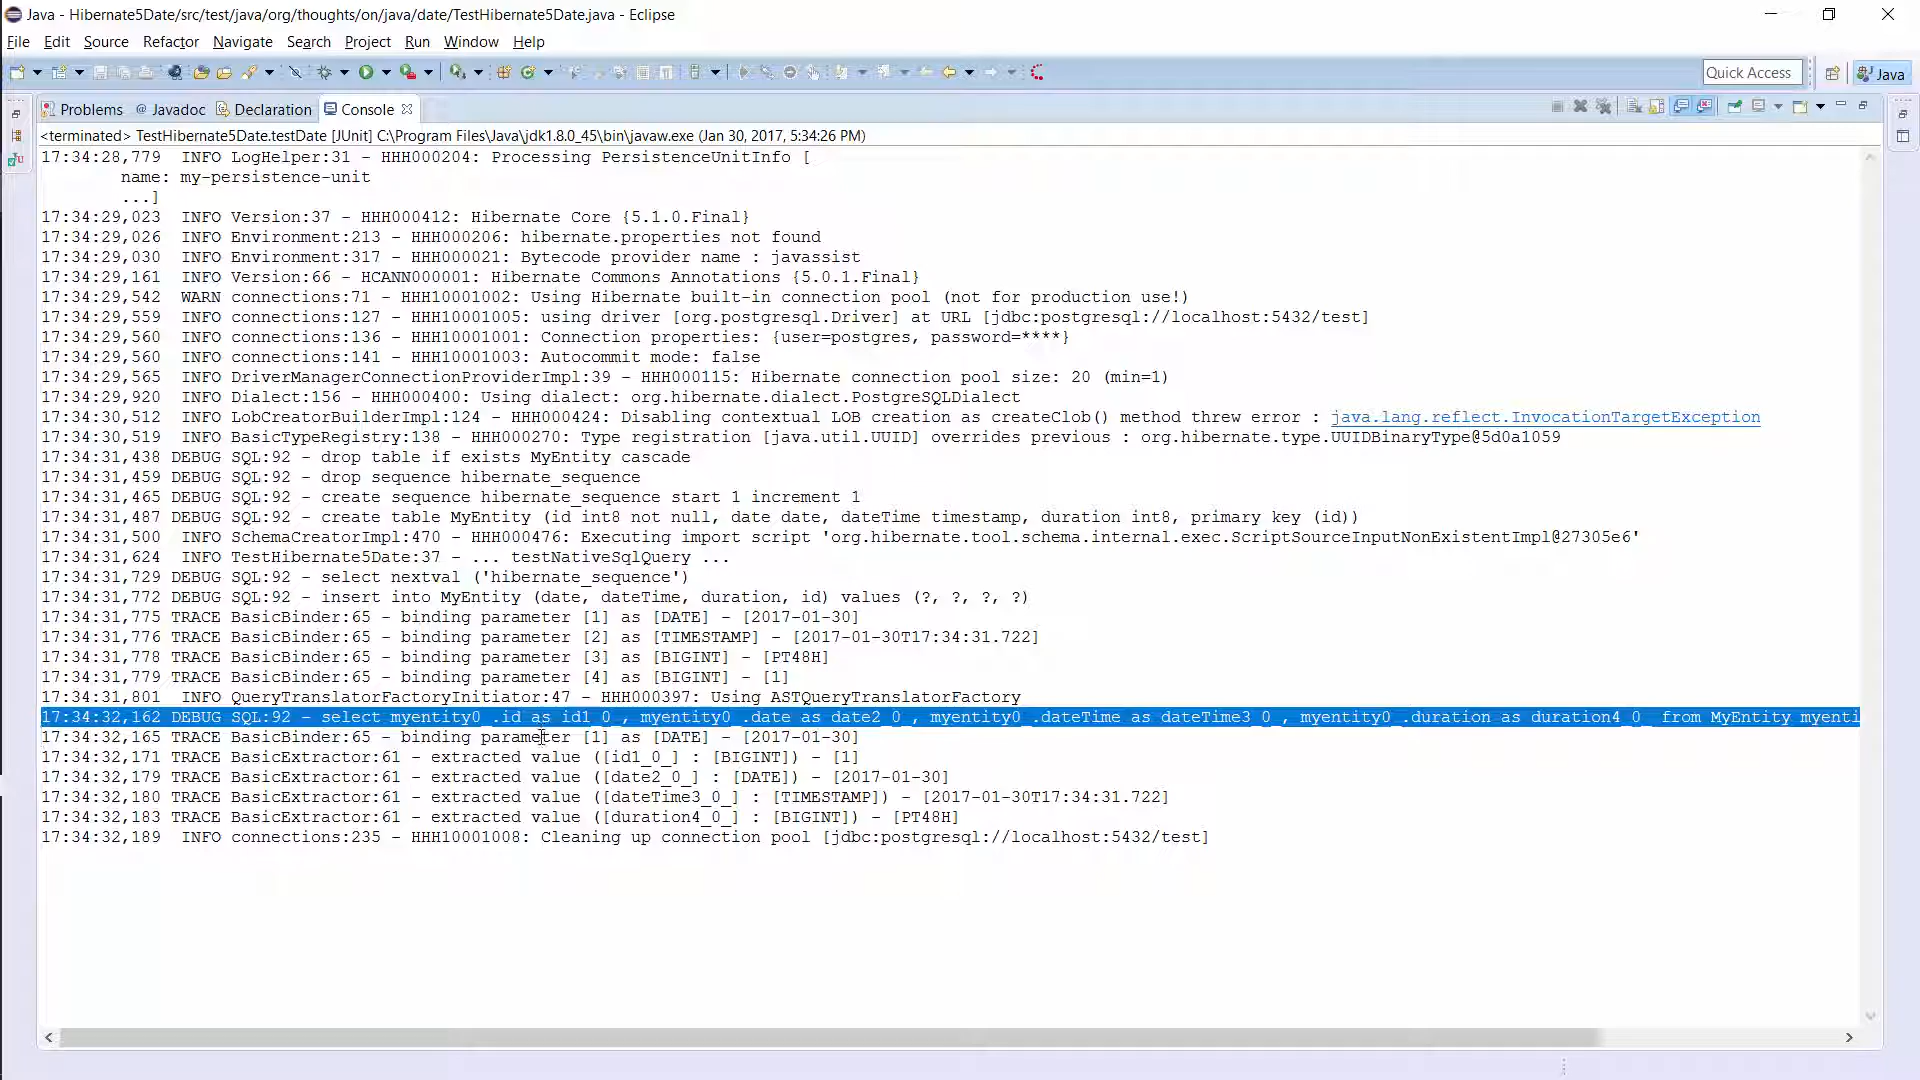 Java - Hibernate5Date/src/test/java/org/thoughts/on/java/date/TestHibernate5Date.java - Eclipse
File Edit Source Refactor Navigate Search Project Run Window Help
Quick Access Java
Problems @ Javadoc Declaration Console
<terminated> TestHibernate5Date.testDate [JUnit] C:\Program Files\Java\jdk1.8.0_45\bin\javaw.exe (Jan 30, 2017, 5:34:26 PM)
17:34:28,779  INFO LogHelper:31 - HHH000204: Processing PersistenceUnitInfo [
name: my-persistence-unit
...]
17:34:29,023  INFO Version:37 - HHH000412: Hibernate Core {5.1.0.Final}
17:34:29,026  INFO Environment:213 - HHH000206: hibernate.properties not found
17:34:29,030  INFO Environment:317 - HHH000021: Bytecode provider name : javassist
17:34:29,161  INFO Version:66 - HCANN000001: Hibernate Commons Annotations {5.0.1.Final}
17:34:29,542  WARN connections:71 - HHH10001002: Using Hibernate built-in connection pool (not for production use!)
17:34:29,559  INFO connections:127 - HHH10001005: using driver [org.postgresql.Driver] at URL [jdbc:postgresql://localhost:5432/test]
17:34:29,560  INFO connections:136 - HHH10001001: Connection properties: {user=postgres, password=****}
17:34:29,560  INFO connections:141 - HHH10001003: Autocommit mode: false
17:34:29,565  INFO DriverManagerConnectionProviderImpl:39 - HHH000115: Hibernate connection pool size: 20 (min=1)
17:34:29,920  INFO Dialect:156 - HHH000400: Using dialect: org.hibernate.dialect.PostgreSQLDialect
17:34:30,512  INFO LobCreatorBuilderImpl:124 - HHH000424: Disabling contextual LOB creation as createClob() method threw error : java.lang.reflect.InvocationTargetException
17:34:30,519  INFO BasicTypeRegistry:138 - HHH000270: Type registration [java.util.UUID] overrides previous : org.hibernate.type.UUIDBinaryType@5d0a1059
17:34:31,438 DEBUG SQL:92 - drop table if exists MyEntity cascade
17:34:31,459 DEBUG SQL:92 - drop sequence hibernate_sequence
17:34:31,465 DEBUG SQL:92 - create sequence hibernate_sequence start 1 increment 1
17:34:31,487 DEBUG SQL:92 - create table MyEntity (id int8 not null, date date, dateTime timestamp, duration int8, primary key (id))
17:34:31,500  INFO SchemaCreatorImpl:470 - HHH000476: Executing import script 'org.hibernate.tool.schema.internal.exec.ScriptSourceInputNonExistentImpl@27305e6'
17:34:31,624  INFO TestHibernate5Date:37 - ... testNativeSqlQuery ...
17:34:31,729 DEBUG SQL:92 - select nextval ('hibernate_sequence')
17:34:31,772 DEBUG SQL:92 - insert into MyEntity (date, dateTime, duration, id) values (?, ?, ?, ?)
17:34:31,775 TRACE BasicBinder:65 - binding parameter [1] as [DATE] - [2017-01-30]
17:34:31,776 TRACE BasicBinder:65 - binding parameter [2] as [TIMESTAMP] - [2017-01-30T17:34:31.722]
17:34:31,778 TRACE BasicBinder:65 - binding parameter [3] as [BIGINT] - [PT48H]
17:34:31,779 TRACE BasicBinder:65 - binding parameter [4] as [BIGINT] - [1]
17:34:31,801  INFO QueryTranslatorFactoryInitiator:47 - HHH000397: Using ASTQueryTranslatorFactory
17:34:32,162 DEBUG SQL:92 - select myentity0_.id as id1_0_, myentity0_.date as date2_0_, myentity0_.dateTime as dateTime3_0_, myentity0_.duration as duration4_0_ from MyEntity myenti
17:34:32,165 TRACE BasicBinder:65 - binding parameter [1] as [DATE] - [2017-01-30]
17:34:32,171 TRACE BasicExtractor:61 - extracted value ([id1_0_] : [BIGINT]) - [1]
17:34:32,179 TRACE BasicExtractor:61 - extracted value ([date2_0_] : [DATE]) - [2017-01-30]
17:34:32,180 TRACE BasicExtractor:61 - extracted value ([dateTime3_0_] : [TIMESTAMP]) - [2017-01-30T17:34:31.722]
17:34:32,183 TRACE BasicExtractor:61 - extracted value ([duration4_0_] : [BIGINT]) - [PT48H]
17:34:32,189  INFO connections:235 - HHH10001008: Cleaning up connection pool [jdbc:postgresql://localhost:5432/test]